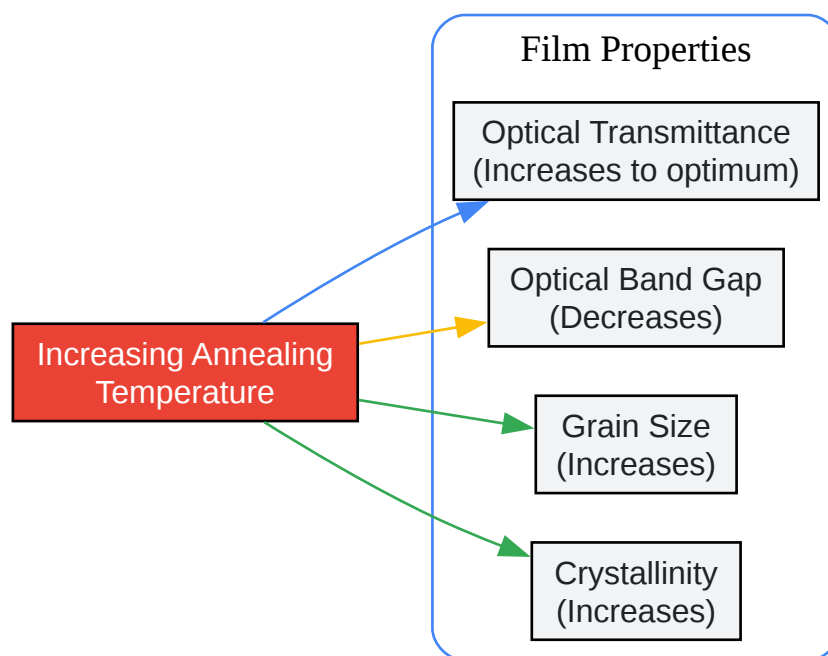 Film Properties
Optical Transmittance
(Increases to optimum)
Optical Band Gap
(Decreases)
Increasing Annealing
Temperature
Grain Size
(Increases)
Crystallinity
(Increases)